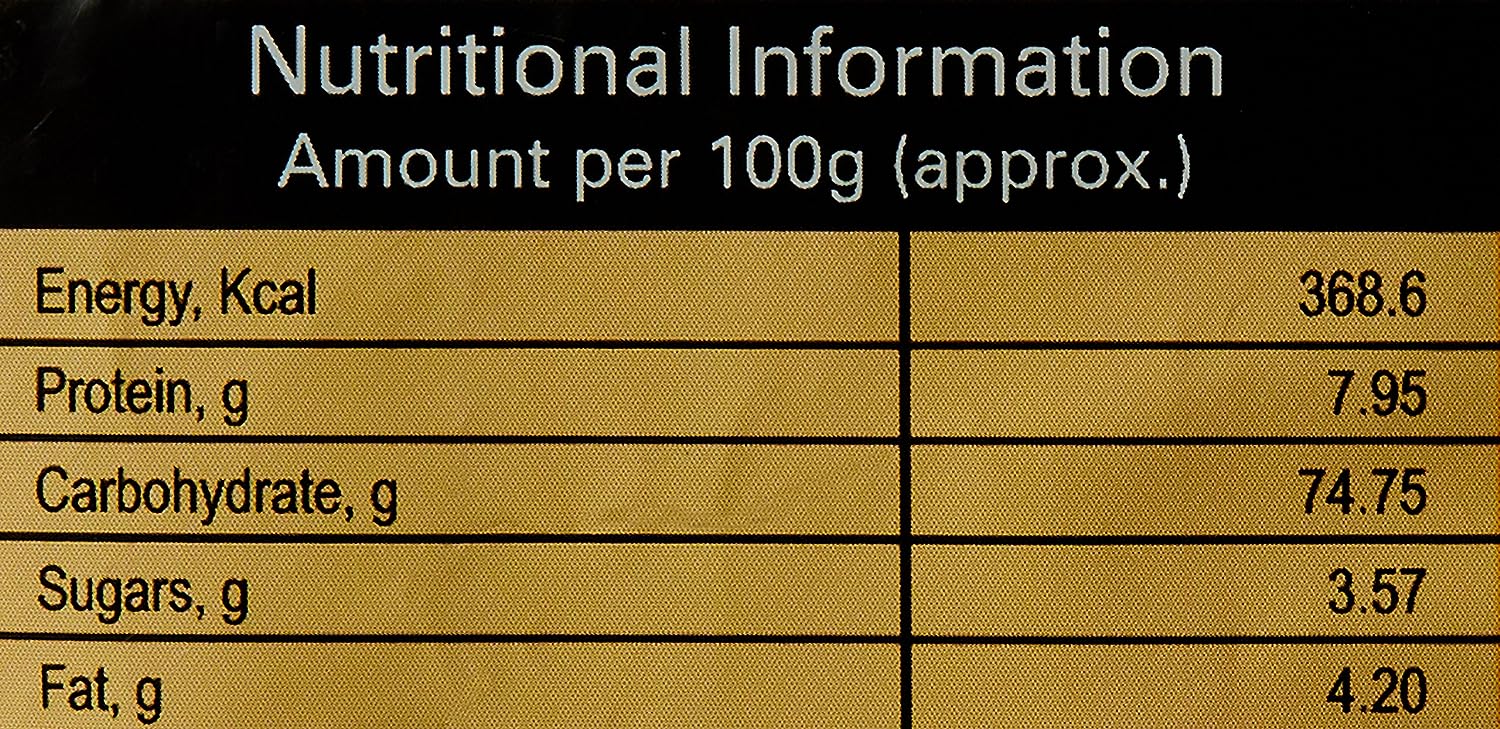 Nutritional Information
Amount per 100g (approx.)
Energy, Kcal 368.6
Protein, g 7.95
Carbohydrate, g 74.75
Sugars, g 3.57
Fat, g 4.20